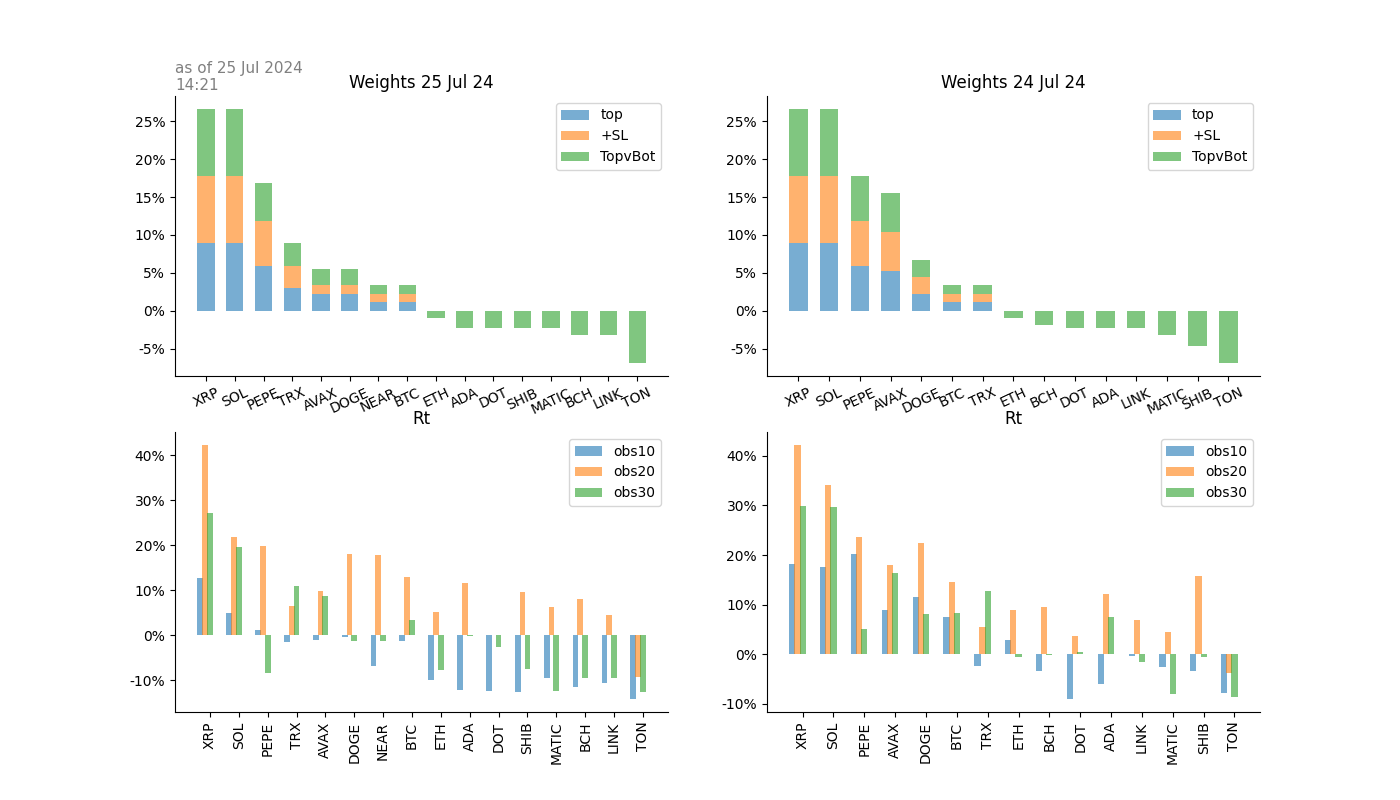 as of 25 Jul 2024
14:21
Weights 25 Jul 24
25%
20%
15%
10%
5%
0%
-5%
top
+SL
TopvBot
XRP SOL PEPE TRX AVAX DOGE NEAR BTC ETH ADA DOT SHIB MATIC BCH LINK TON
Weights 24 Jul 24
25%
20%
15%
10%
5%
0%
-5%
top
+SL
TopvBot
XRP SOL PEPE AVAX DOGE BTC TRX ETH BCH DOT ADA LINK MATIC SHIB TON
Rt
40%
30%
20%
10%
0%
-10%
obs10
obs20
obs30
XRP SOL PEPE TRX AVAX DOGE NEAR BTC ETH ADA DOT SHIB MATIC BCH LINK TON
Rt
40%
30%
20%
10%
0%
-10%
obs10
obs20
obs30
XRP SOL PEPE AVAX DOGE BTC TRX ETH BCH DOT ADA LINK MATIC SHIB TON